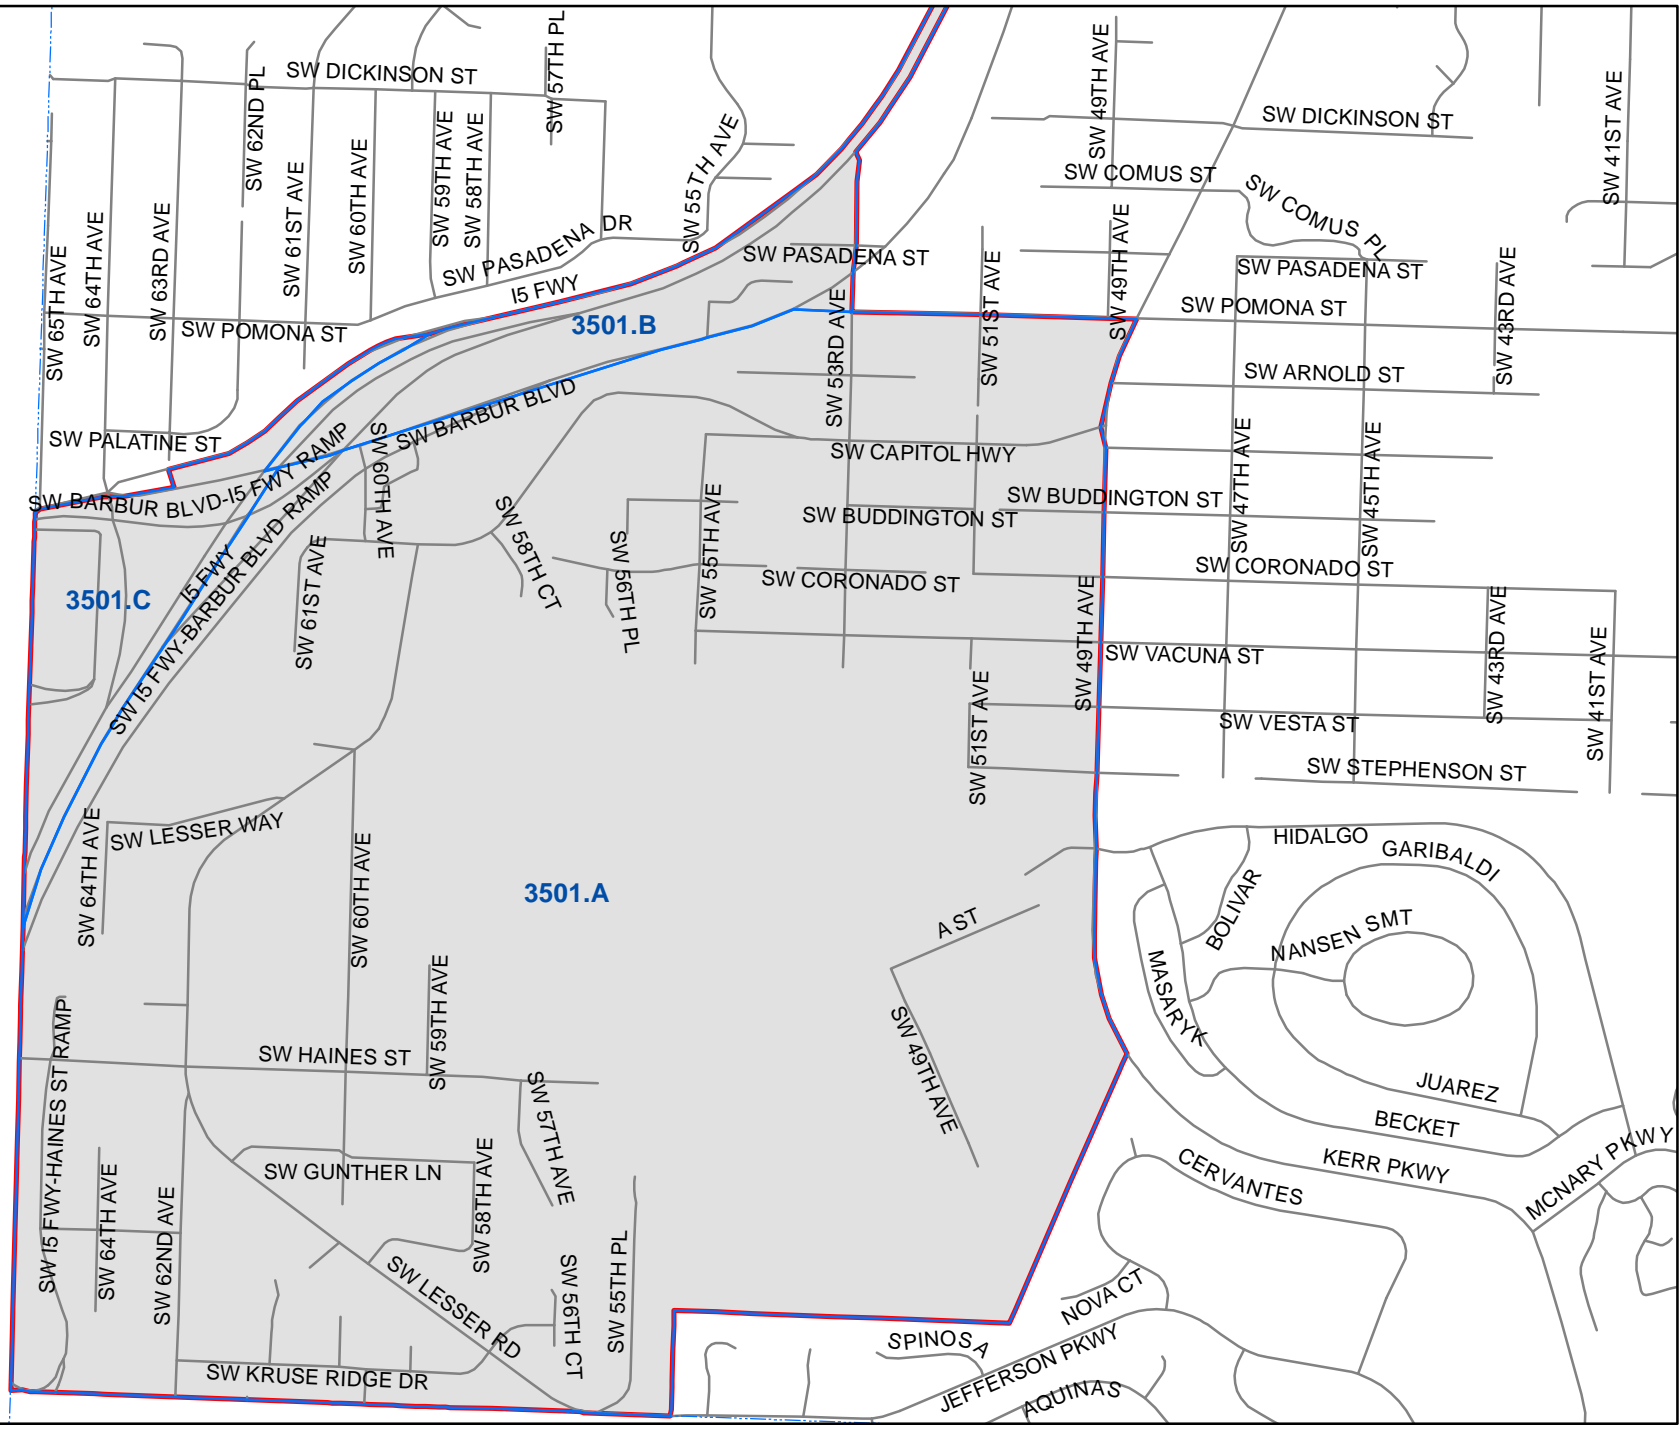 SW DICKINSON ST
SW 57TH PL
SW 62ND PL
SW 59TH AVE
SW 58TH AVE
SW 55TH AVE
SW 49TH AVE
SW DICKINSON ST
SW 41ST AVE
SW 61ST AVE
SW 60TH AVE
SW COMUS ST
SW COMUS PL
SW 65TH AVE
SW 64TH AVE
SW 63RD AVE
SW PASADENA DR
SW PASADENA ST
SW 51ST AVE
SW 49TH AVE
SW PASADENA ST
SW 43RD AVE
I5 FWY
SW POMONA ST
3501.B
SW POMONA ST
SW 53RD AVE
SW ARNOLD ST
SW BARBUR BLVD
SW PALATINE ST
SW 60TH AVE
SW CAPITOL HWY
SW 47TH AVE
SW 45TH AVE
SW BARBUR BLVD-I5 FWY RAMP
SW BUDDINGTON ST
SW 58TH CT
SW 55TH AVE
SW BUDDINGTON ST
SW 61ST AVE
SW 56TH PL
SW CORONADO ST
SW CORONADO ST
3501.C
I5 FWY
SW I5 FWY-BARBUR BLVD RAMP
SW 49TH AVE
SW 43RD AVE
SW 41ST AVE
SW VACUNA ST
SW 51ST AVE
SW VESTA ST
SW STEPHENSON ST
SW 64TH AVE
SW LESSER WAY
SW 60TH AVE
3501.A
HIDALGO
GARIBALDI
BOLIVAR
A ST
NANSEN SMT
MASARYK
SW 59TH AVE
SW 49TH AVE
SW I5 FWY-HAINES ST RAMP
SW HAINES ST
SW 57TH AVE
JUAREZ
BECKET
KERR PKWY
MCNARY PKWY
CERVANTES
SW GUNTHER LN
SW 58TH AVE
SW 64TH AVE
SW 62ND AVE
SW LESSER RD
SW 56TH CT
SW 55TH PL
NOVA CT
SPINOSA
JEFFERSON PKWY
SW KRUSE RIDGE DR
AQUINAS